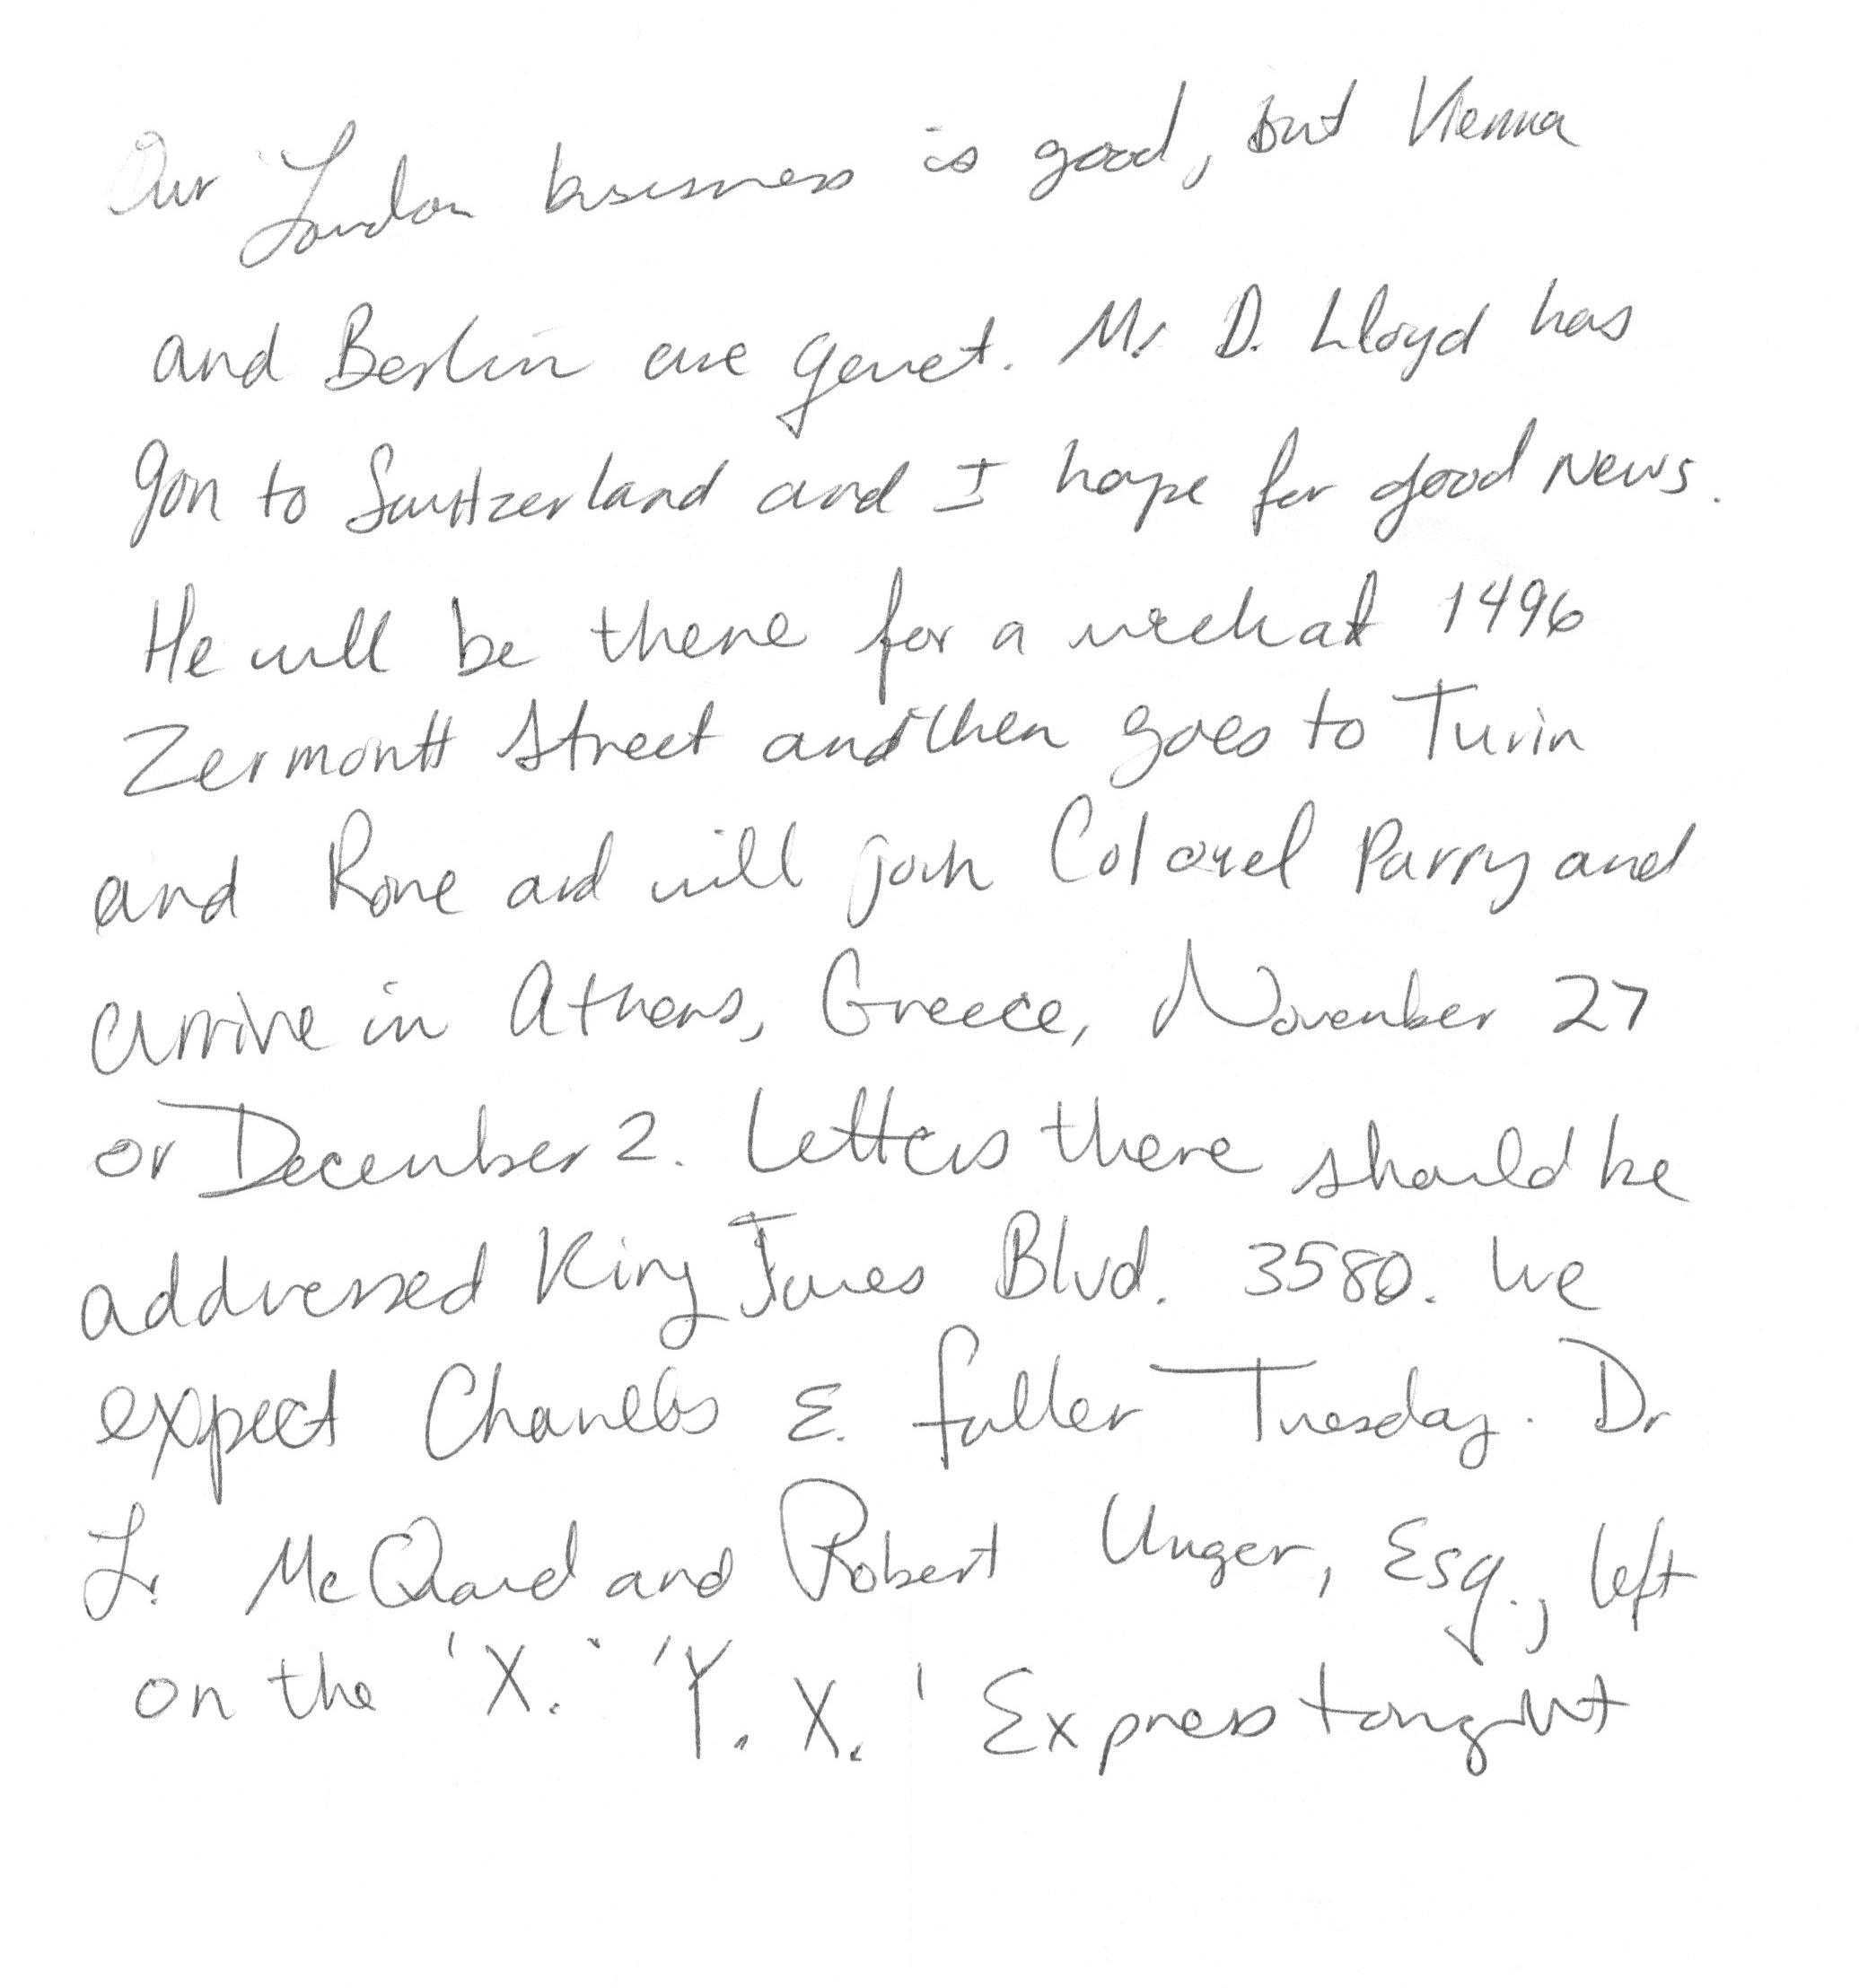 Our London business is good, but Vienna
and Berlin are qeuiet. Mr. D. Lloyd has
gon to Switzerland and I hope for good news.
He will be there for a week at 1496
Zermontt Street and then goes to Turin
and Rome and will join Colonel Parry and
arrive in Athens, Greece, November 27
or December 2. Letters there should be
addressed King James Blvd. 3580. We
expect Charles E. Fuller Tuesday. Dr
L. McQuaid and Robert Unger, Esq., left
on the 'X.' 'Y. X.' Express tonight